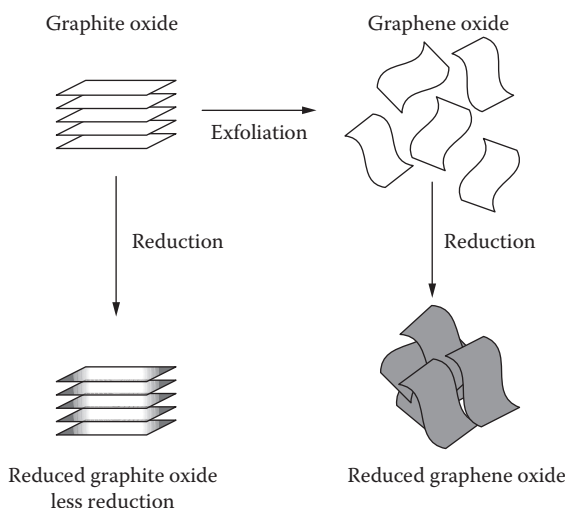 Graphite oxide
Graphene oxide
Exfoliation
Reduction
Reduction
Reduced graphite oxide
less reduction
Reduced graphene oxide